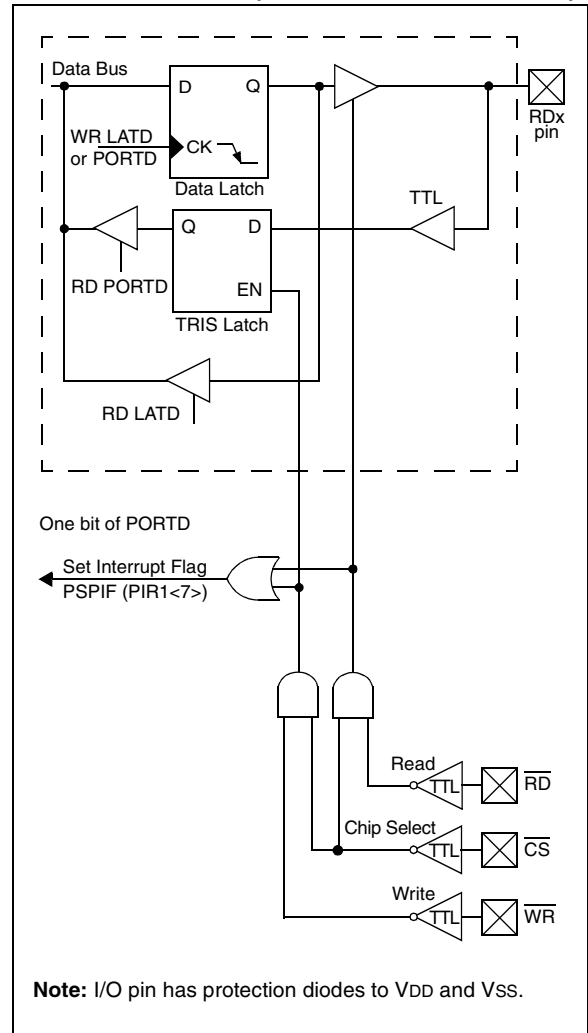 Data Bus
D
Q
RDx
pin
WR LATD
or PORTD
CK
Data Latch
TTL
Q
D
RD PORTD
EN
TRIS Latch
RD LATD
One bit of PORTD
Set Interrupt Flag
PSPIF (PIR1<7>)
Read
TTL
RD
Chip Select
TTL
CS
Write
TTL
WR
Note: I/O pin has protection diodes to VDD and VSS.